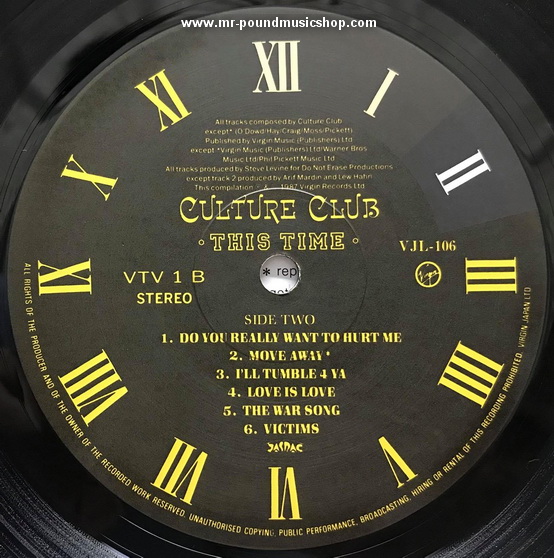 www.mr-poundmusicshop.com
XII
I
II
III
IIII
V
VI
VII
VIII
XI
X
XI
All tracks composed by Culture Club
except* (O Dowd/Hay/Craig/Moss/Pickett)
Published by Virgin Music (Publishers) Ltd
except *Virgin Music (Publishers) Ltd/Warner Bros
Music Ltd/Phil Pickett Music Ltd
All tracks produced by Steve Levine for Do Not Erase Productions
except track 2 produced by Arif Mardin and Lew Hahn
This compilation ℗ 1987 Virgin Records Ltd
CULTURE CLUB
· THIS TIME ·
VJL-106
Virgin
VTV 1 B
STEREO
* rep
SIDE TWO
1. DO YOU REALLY WANT TO HURT ME
2. MOVE AWAY*
3. I'LL TUMBLE 4 YA
4. LOVE IS LOVE
5. THE WAR SONG
6. VICTIMS
JASRAC
ALL RIGHTS OF THE PRODUCER AND OF THE OWNER OF THE RECORDED WORK RESERVED. UNAUTHORISED COPYING, PUBLIC PERFORMANCE, BROADCASTING, HIRING OR RENTAL OF THIS RECORDING PROHIBITED. VIRGIN JAPAN LTD